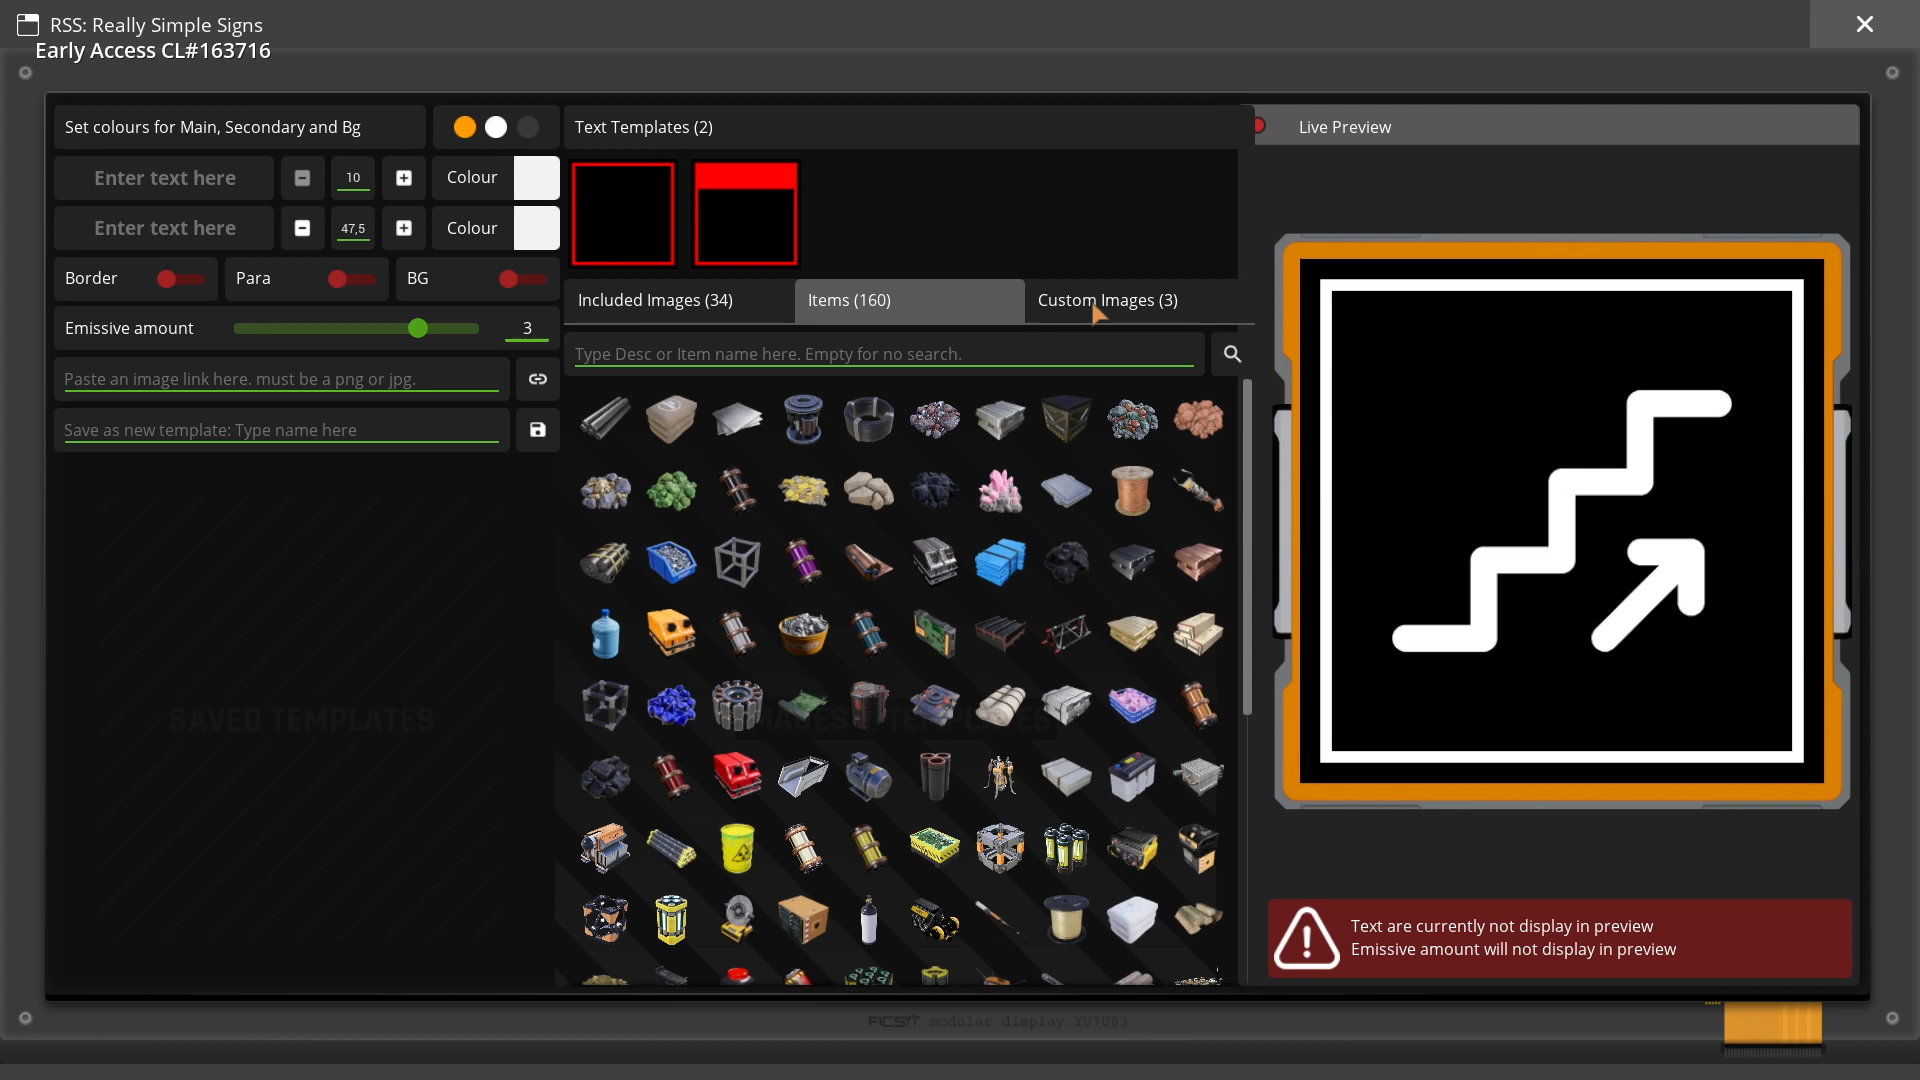 RSS: Really Simple Signs
Early Access CL#163716
Set colours for Main, Secondary and Bg
Text Templates (2)
Live Preview
Enter text here
10
Colour
Enter text here
47,5
Colour
Border
Para
BG
Included Images (34)
Items (160)
Custom Images (3)
Emissive amount
3
Type Desc or Item name here. Empty for no search.
Paste an image link here. must be a png or jpg.
Save as new template: Type name here
SAVED TEMPLATES
Text are currently not display in preview
Emissive amount will not display in preview
FICSIT modular display YU7U83